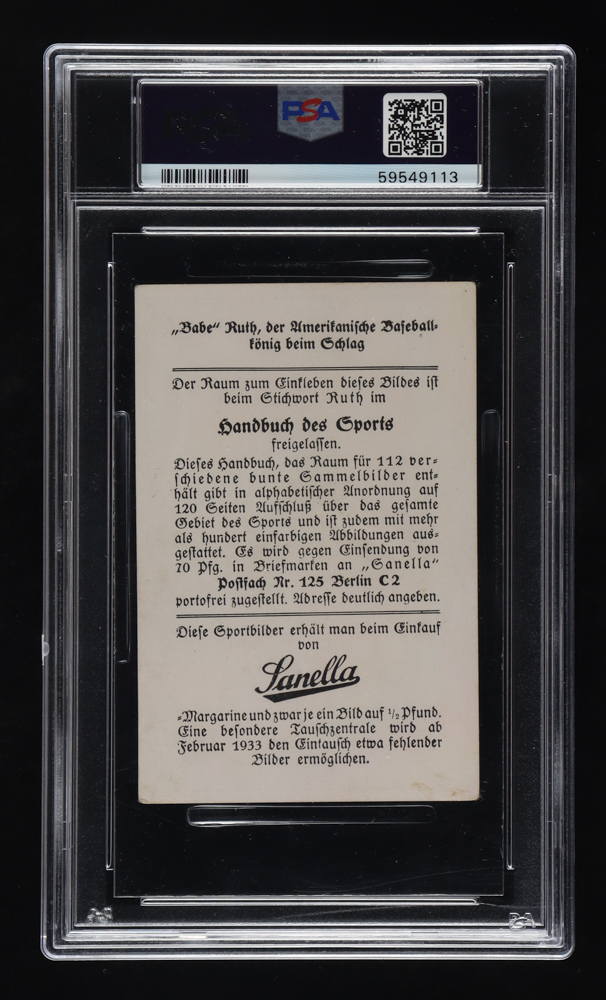 PSA
59549113
„Babe“ Ruth, der Amerikanische Baseball-
könig beim Schlag
Der Raum zum Einkleben dieses Bildes ist
beim Stichwort Ruth im
Handbuch des Sports
freigelassen.
Dieses Handbuch, das Raum für 112 ver-
schiedene bunte Sammelbilder ent-
hält gibt in alphabetischer Anordnung auf
120 Seiten Aufschluß über das gesamte
Gebiet des Sports und ist zudem mit mehr
als hundert einfarbigen Abbildungen aus-
gestattet. Es wird gegen Einsendung von
70 Pfg. in Briefmarken an „Sanella“
Postfach Nr. 125 Berlin C 2
portofrei zugestellt. Adresse deutlich angeben.
Diese Sportbilder erhält man beim Einkauf
von
Sanella
-Margarine und zwar je ein Bild auf ½ Pfund.
Eine besondere Tauschzentrale wird ab
Februar 1933 den Eintausch etwa fehlender
Bilder ermöglichen.
PSA